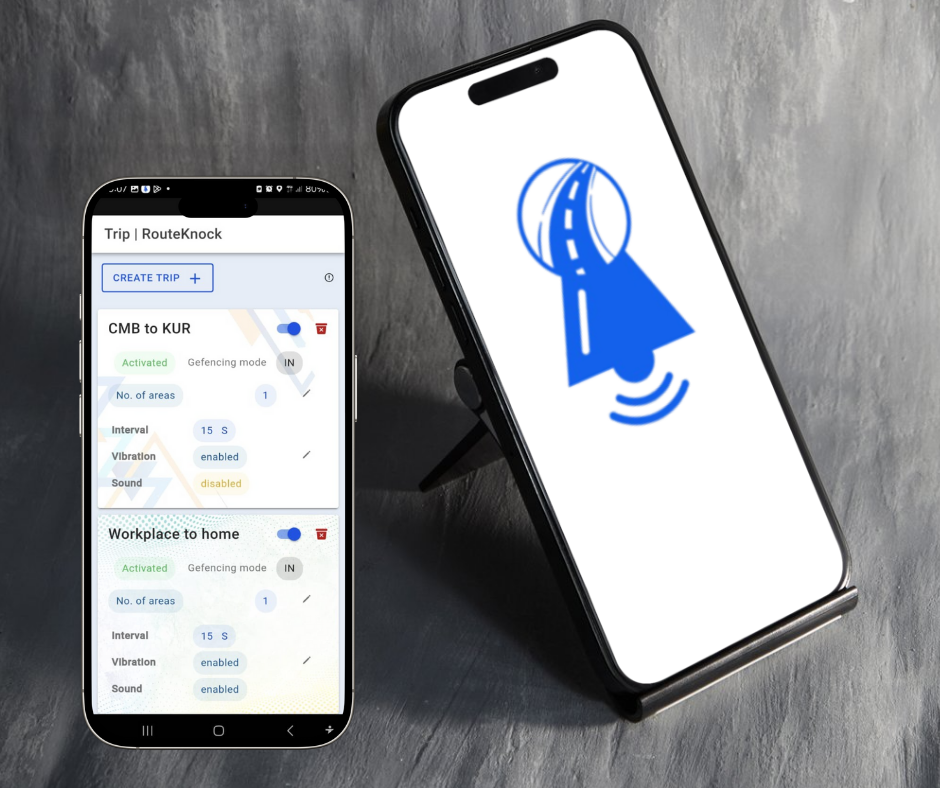 80%
Trip | RouteKnock
CREATE TRIP +
CMB to KUR
Activated Gefencing mode IN
No. of areas 1
Interval 15 S
Vibration enabled
Sound disabled
Workplace to home
Activated Gefencing mode IN
No. of areas 1
Interval 15 S
Vibration enabled
Sound enabled